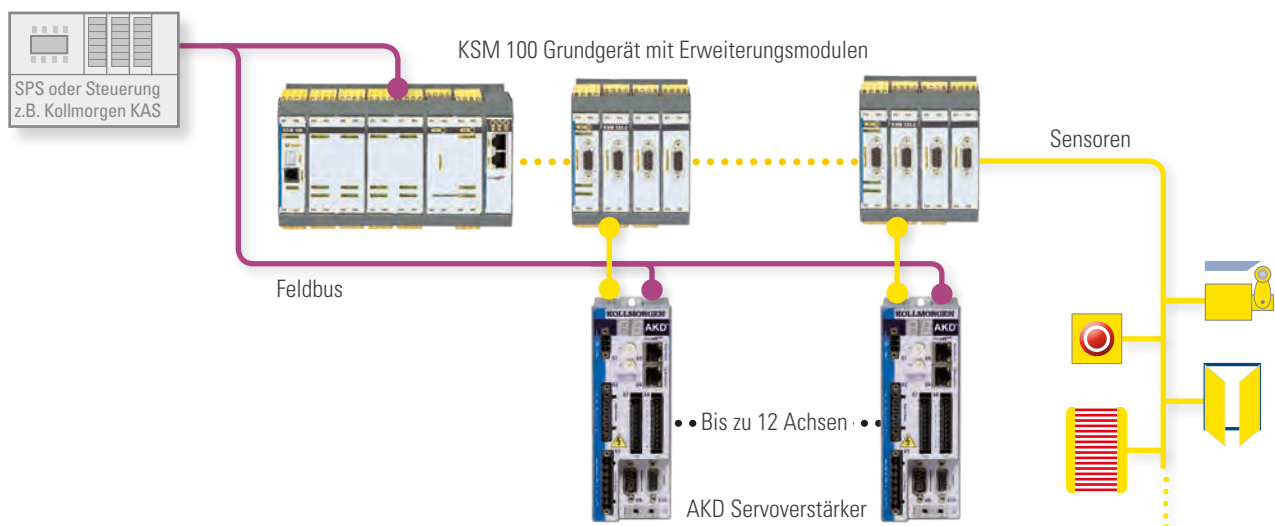 KSM 100 Grundgerät mit Erweiterungsmodulen
SPS oder Steuerung
z.B. Kollmorgen KAS
Sensoren
Feldbus
KOLLMORGEN
AKD
KOLLMORGEN
AKD
Bis zu 12 Achsen
AKD Servoverstärker